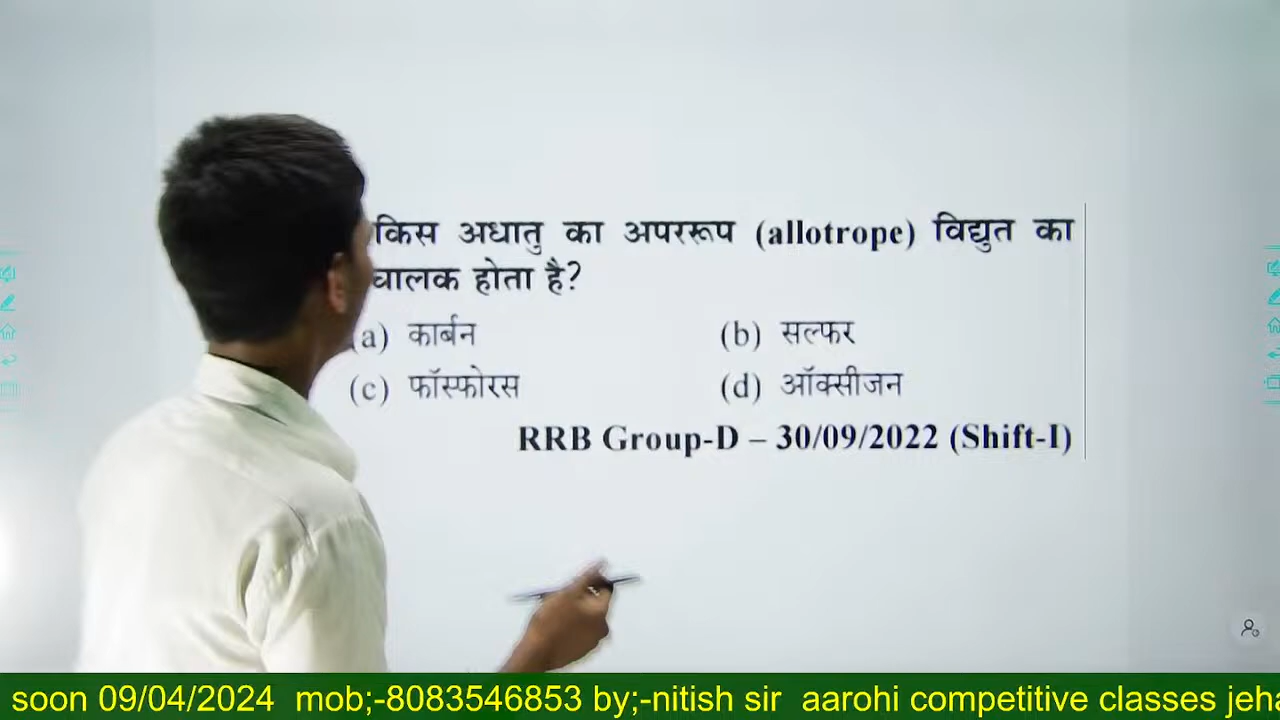 किस अधातु का अपररूप (allotrope) विद्युत का
चालक होता है?
(a) कार्बन (b) सल्फर
(c) फॉस्फोरस (d) ऑक्सीजन
RRB Group-D – 30/09/2022 (Shift-I)
soon 09/04/2024 mob;-8083546853 by;-nitish sir aarohi competitive classes jeha